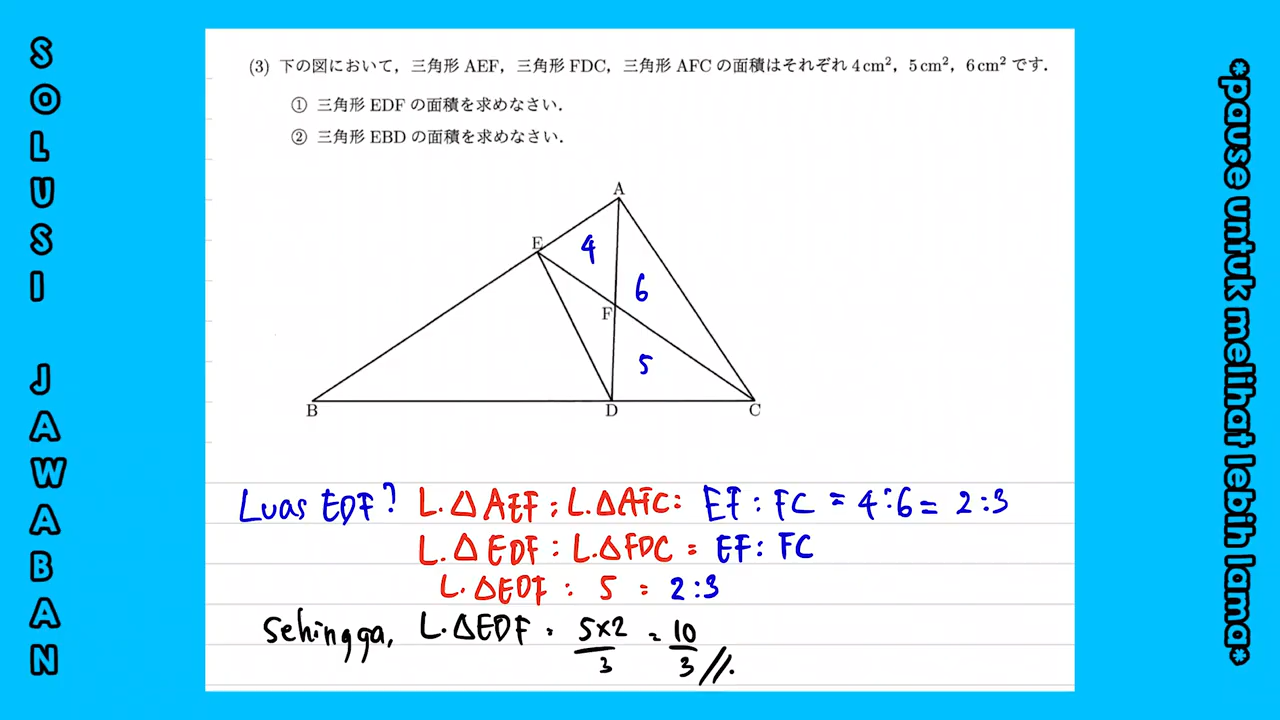 SOLUSI JAWABAN
(3) 下の図において，三角形 AEF，三角形 FDC，三角形 AFC の面積はそれぞれ 4 cm²，5 cm²，6 cm² です．
① 三角形 EDF の面積を求めなさい．
② 三角形 EBD の面積を求めなさい．
A
E
4
6
F
5
B
D
C
Luas EDF? L.△AEF : L.△AFC = EF : FC = 4:6 = 2:3
L.△EDF : L.△FDC = EF : FC
L.△EDF : 5 = 2:3
Sehingga, L.△EDF = 5×2/3 = 10/3 //.
*pause untuk melihat lebih lama*